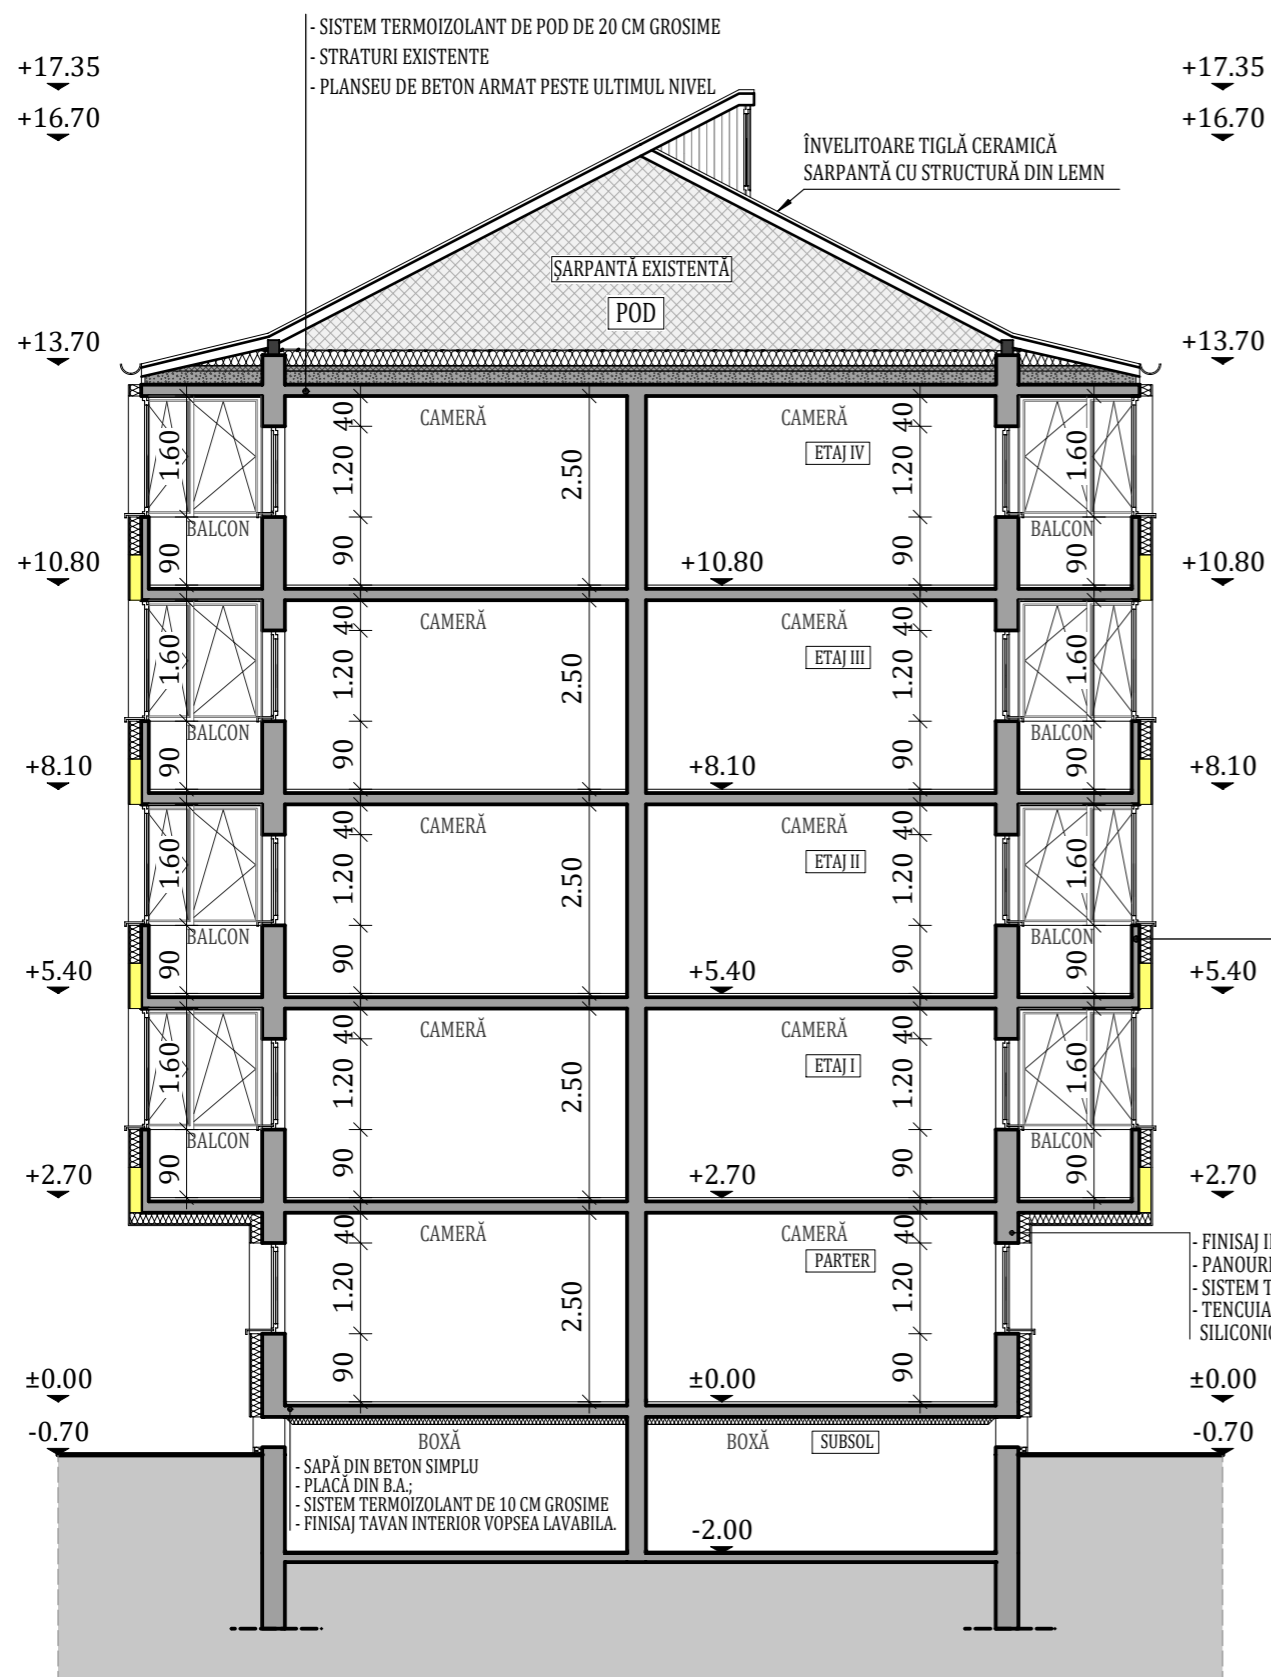 - SISTEM TERMOIZOLANT DE POD DE 20 CM GROSIME
- STRATURI EXISTENTE
- PLANSEU DE BETON ARMAT PESTE ULTIMUL NIVEL
+17.35
+17.35
+16.70
+16.70
ÎNVELITOARE TIGLĂ CERAMICĂ
SARPANTĂ CU STRUCTURĂ DIN LEMN
ŞARPANTĂ EXISTENTĂ
POD
+13.70
+13.70
CAMERĂ
CAMERĂ
ETAJ IV
1.60
40
1.20
2.50
40
1.20
1.60
BALCON
BALCON
90
90
90
90
+10.80
+10.80
+10.80
CAMERĂ
CAMERĂ
ETAJ III
1.60
40
1.20
2.50
40
1.20
1.60
BALCON
BALCON
90
90
90
90
+8.10
+8.10
+8.10
CAMERĂ
CAMERĂ
ETAJ II
1.60
40
1.20
2.50
40
1.20
1.60
BALCON
BALCON
90
90
90
90
+5.40
+5.40
+5.40
CAMERĂ
CAMERĂ
ETAJ I
1.60
40
1.20
2.50
40
1.20
1.60
BALCON
BALCON
90
90
90
90
+2.70
+2.70
+2.70
CAMERĂ
CAMERĂ
PARTER
40
1.20
2.50
40
1.20
90
90
- FINISAJ
- PANOUR
- SISTEM
- TENCUIA
SILICONI
±0.00
±0.00
±0.00
-0.70
-0.70
BOXĂ
BOXĂ
SUBSOL
- SAPĂ DIN BETON SIMPLU
- PLACĂ DIN B.A.;
- SISTEM TERMOIZOLANT DE 10 CM GROSIME
- FINISAJ TAVAN INTERIOR VOPSEA LAVABILA.
-2.00